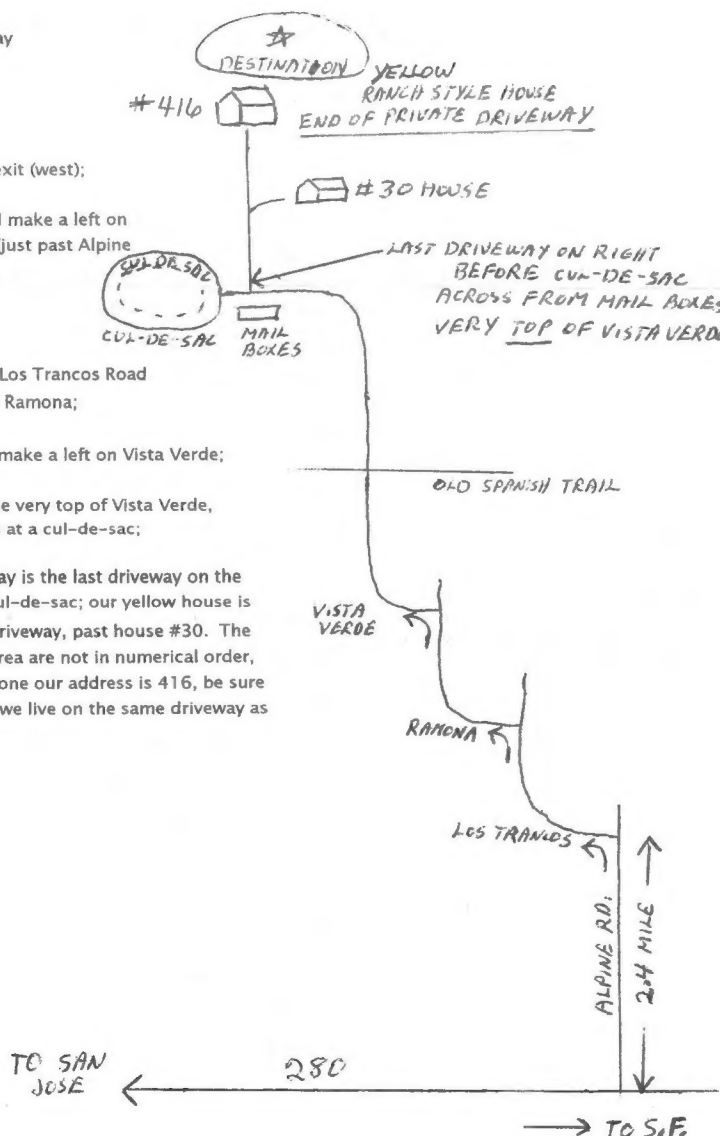 ay
exit (west);
l make a left on
just past Alpine
Los Trancos Road
Ramona;
make a left on Vista Verde;
e very top of Vista Verde,
at a cul-de-sac;
ay is the last driveway on the
ul-de-sac; our yellow house is
riveway, past house #30. The
rea are not in numerical order,
one our address is 416, be sure
we live on the same driveway as
DESTINATION
YELLOW
RANCH STYLE HOUSE
END OF PRIVATE DRIVEWAY
#416
#30 HOUSE
LAST DRIVEWAY ON RIGHT
BEFORE CUL-DE-SAC
ACROSS FROM MAIL BOXES
VERY TOP OF VISTA VERDE
CUL DE SAC
CUL-DE-SAC
MAIL
BOXES
OLD SPANISH TRAIL
VISTA
VERDE
RAMONA
LOS TRANCOS
ALPINE RD.
2.4 MILE
TO SAN
JOSE
280
TO S.F.